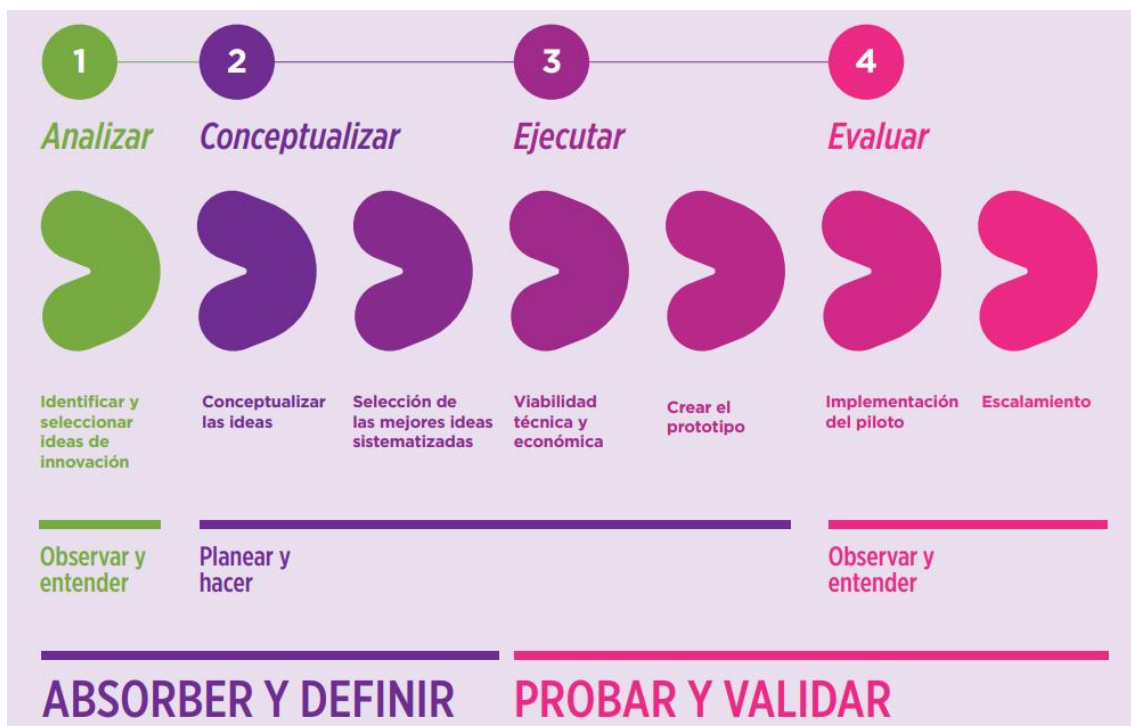 1
2
3
4
Analizar
Conceptualizar
Ejecutar
Evaluar
Identificar y
seleccionar
ideas de
innovación
Conceptualizar
las ideas
Selección de
las mejores ideas
sistematizadas
Viabilidad
técnica y
económica
Crear el
prototipo
Implementación
del piloto
Escalamiento
Observar y
entender
Planear y
hacer
Observar y
entender
ABSORBER Y DEFINIR
PROBAR Y VALIDAR